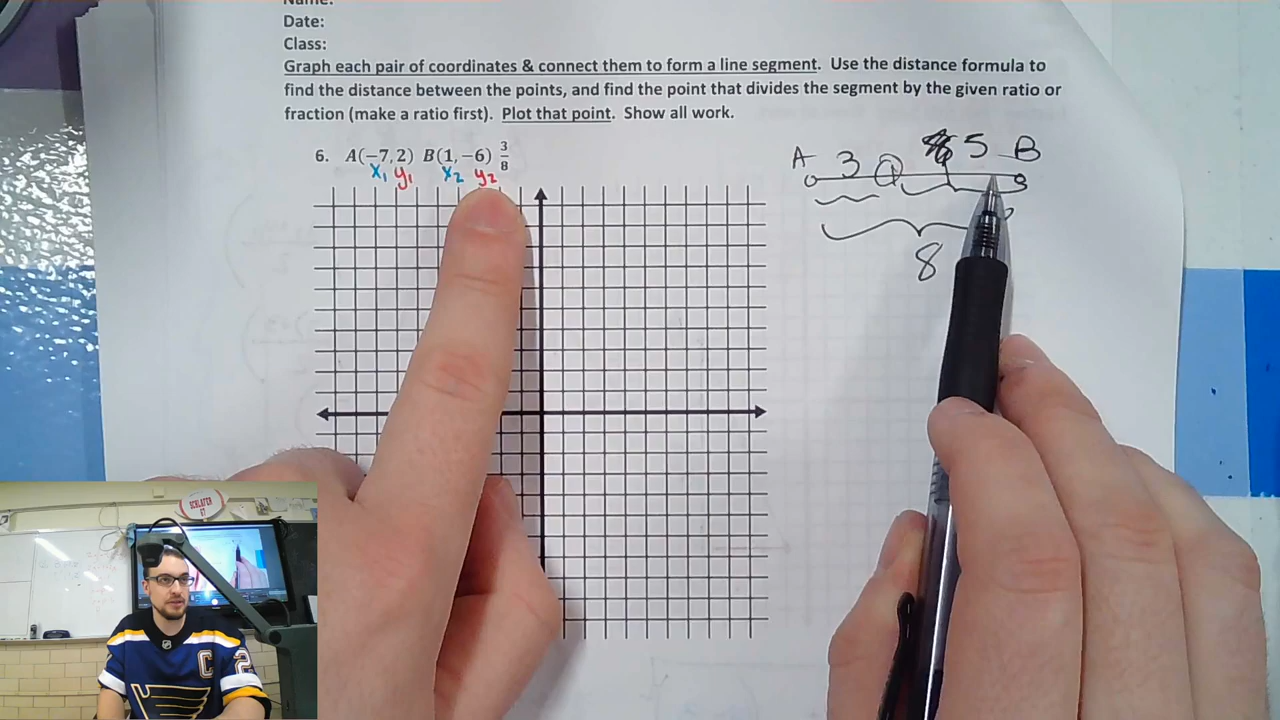 Name:
Date:
Class:
Graph each pair of coordinates & connect them to form a line segment. Use the distance formula to
find the distance between the points, and find the point that divides the segment by the given ratio or
fraction (make a ratio first). Plot that point. Show all work.
6. A(−7, 2) B(1, −6) 3/8
x₁ y₁ x₂ y₂
A 3 5 B
8
SCHLATER
C 2